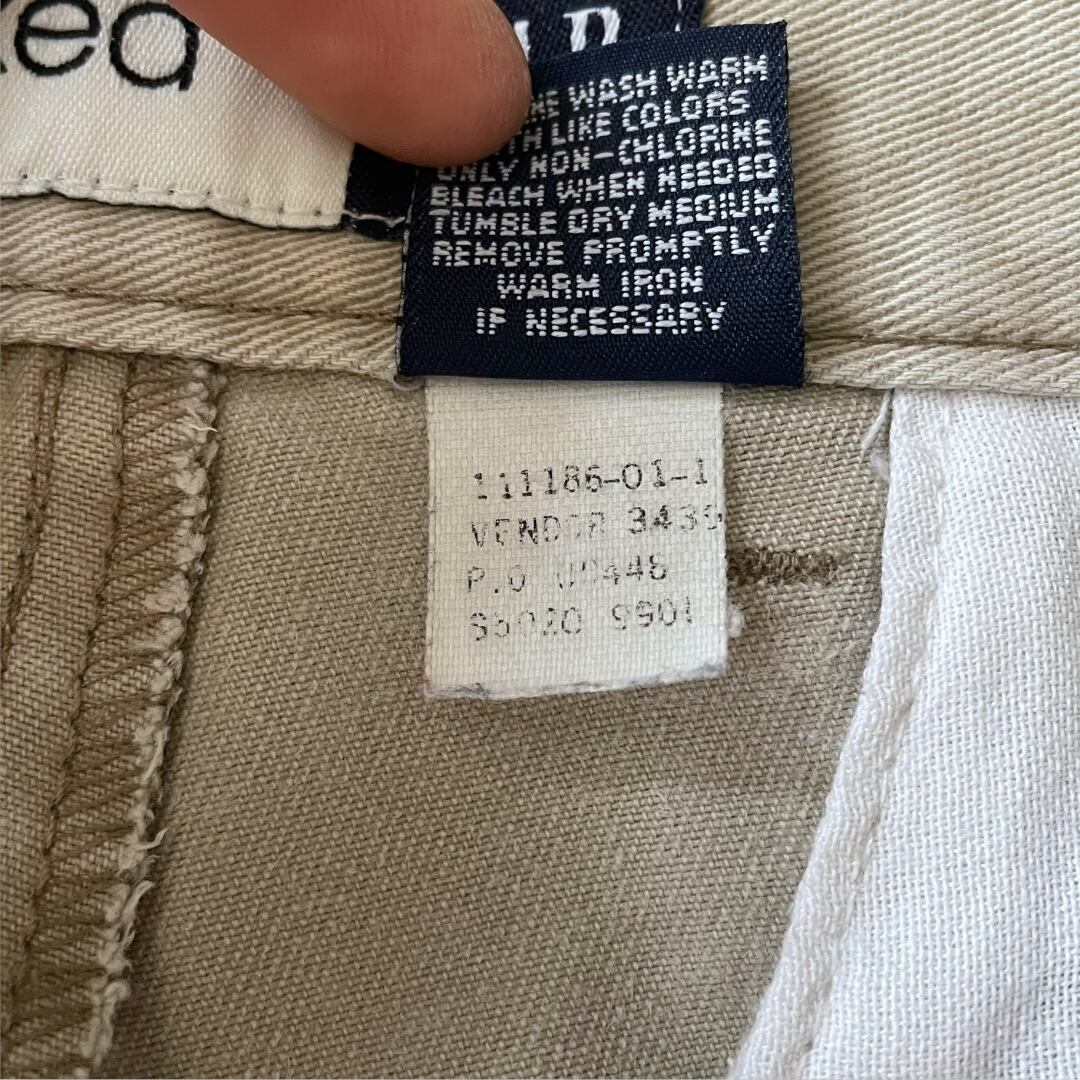 WASH WARM
LIKE COLORS
ONLY NON-CHLORINE
BLEACH WHEN NEEDED
TUMBLE DRY MEDIUM
REMOVE PROMPTLY
WARM IRON
IF NECESSARY
111186-01-1
VENDOR 343
P.O